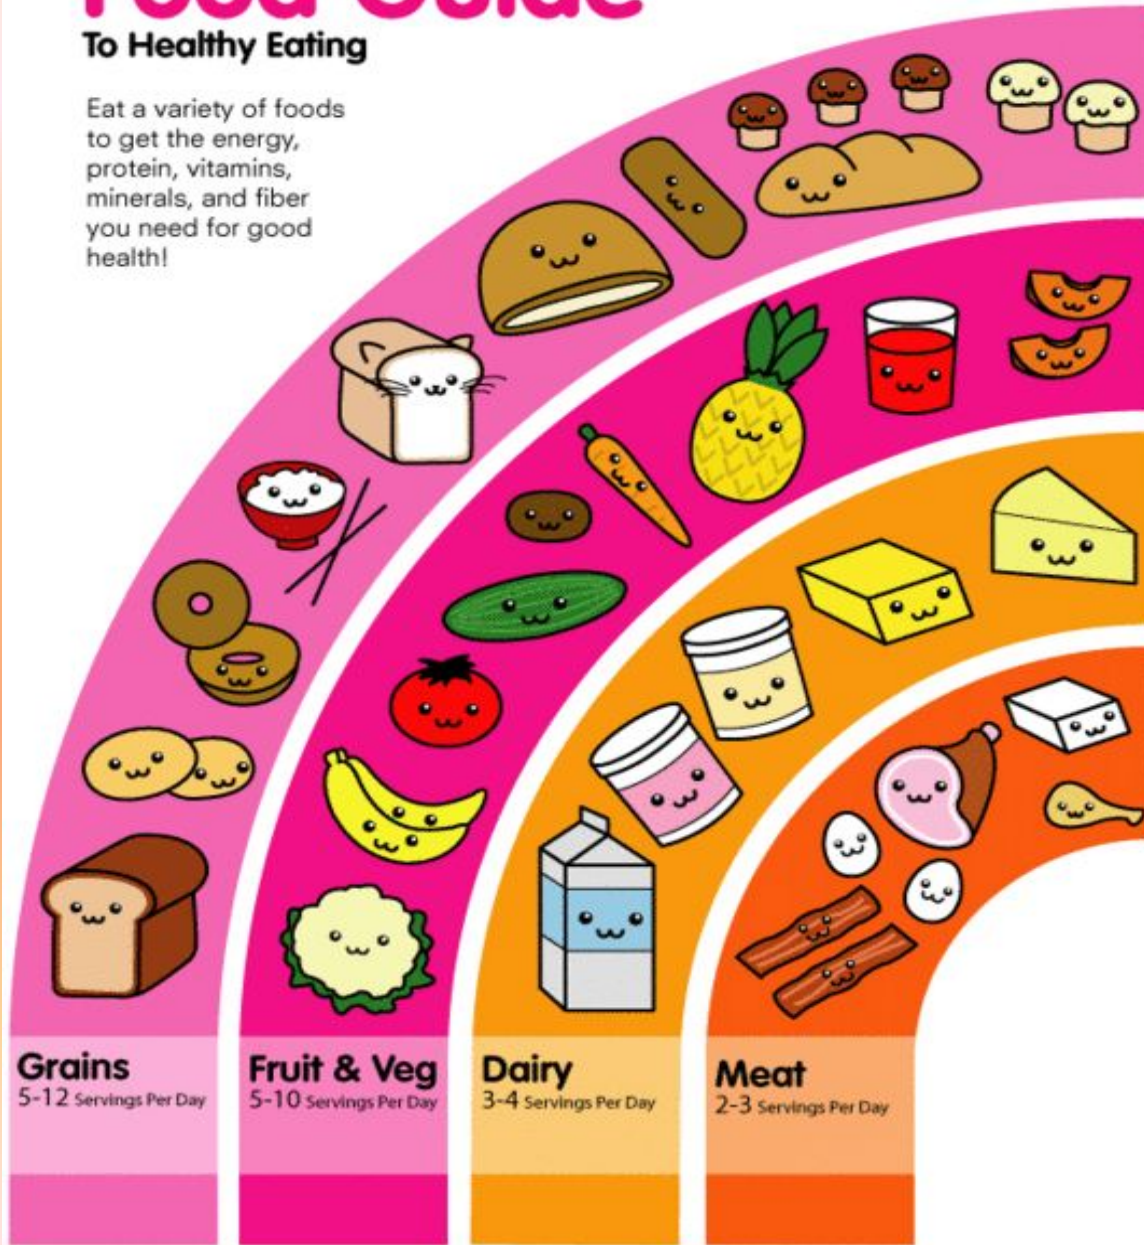 Food Guide
To Healthy Eating
Eat a variety of foods
to get the energy,
protein, vitamins,
minerals, and fiber
you need for good
health!
Grains
5-12 Servings Per Day
Fruit & Veg
5-10 Servings Per Day
Dairy
3-4 Servings Per Day
Meat
2-3 Servings Per Day